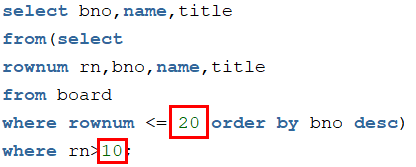 select bno,name,title
from(select
rownum rn,bno,name,title
from board
where rownum <= 20 order by bno desc)
where rn>10;